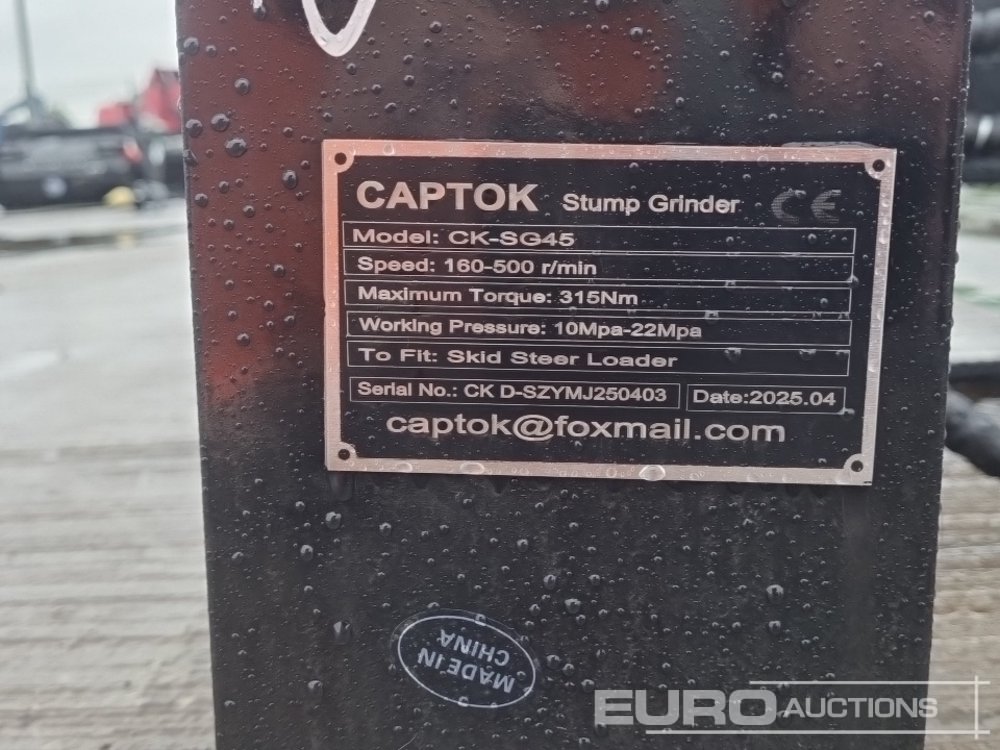 CAPTOK Stump Grinder CE
Model: CK-SG45
Speed: 160-500 r/min
Maximum Torque: 315Nm
Working Pressure: 10Mpa-22Mpa
To Fit: Skid Steer Loader
Serial No.: CK D-SZYMJ250403 Date:2025.04
captok@foxmail.com
MADE IN
CHINA
EURO AUCTIONS